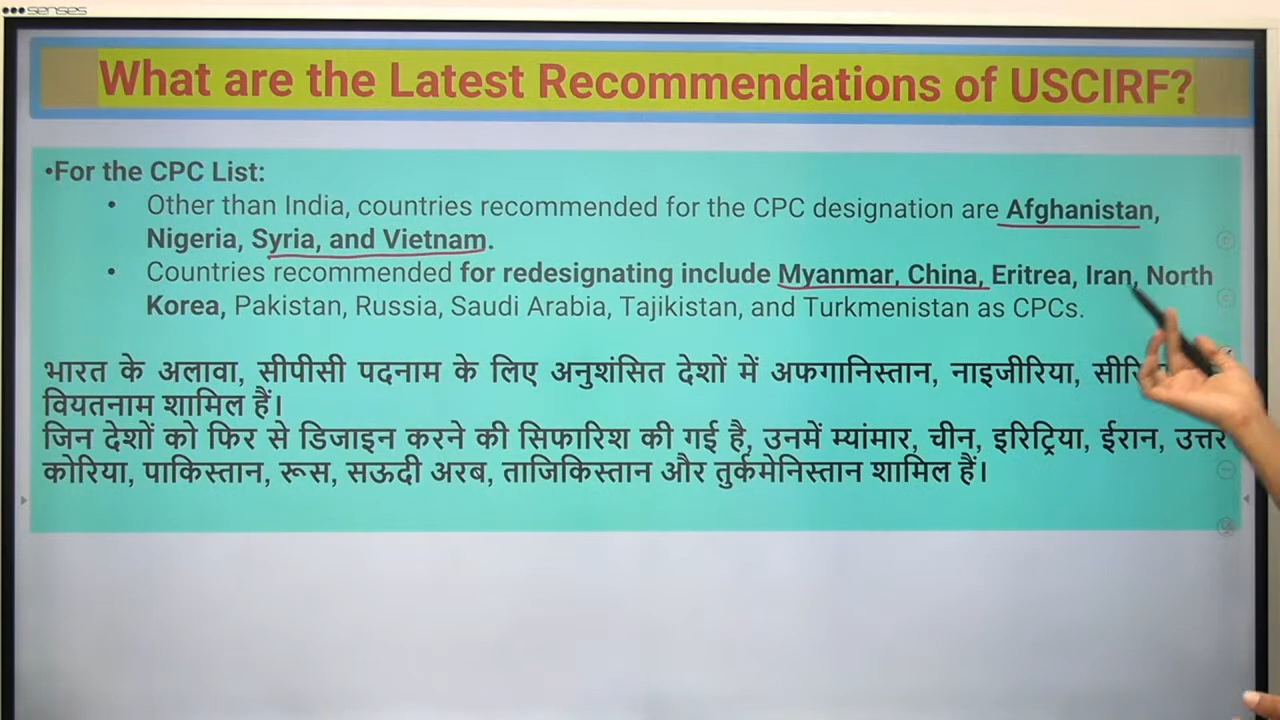 senses
What are the Latest Recommendations of USCIRF?
•For the CPC List:
• Other than India, countries recommended for the CPC designation are Afghanistan,
Nigeria, Syria, and Vietnam.
• Countries recommended for redesignating include Myanmar, China, Eritrea, Iran, North
Korea, Pakistan, Russia, Saudi Arabia, Tajikistan, and Turkmenistan as CPCs.
भारत के अलावा, सीपीसी पदनाम के लिए अनुशंसित देशों में अफगानिस्तान, नाइजीरिया,
वियतनाम शामिल हैं।
जिन देशों को फिर से डिजाइन करने की सिफारिश की गई है, उनमें म्यांमार, चीन, इरिट्रिया, ईरान, उत्तर
कोरिया, पाकिस्तान, रूस, सऊदी अरब, ताजिकिस्तान और तुर्कमेनिस्तान शामिल हैं।